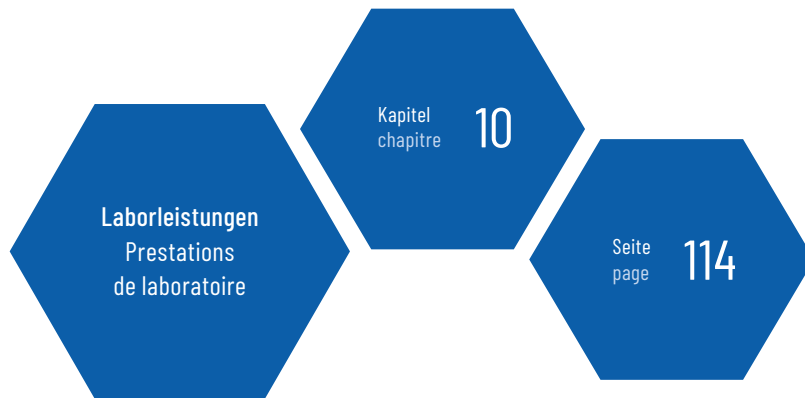 Laborleistungen
Prestations
de laboratoire
Kapitel
chapitre
10
Seite
page
114